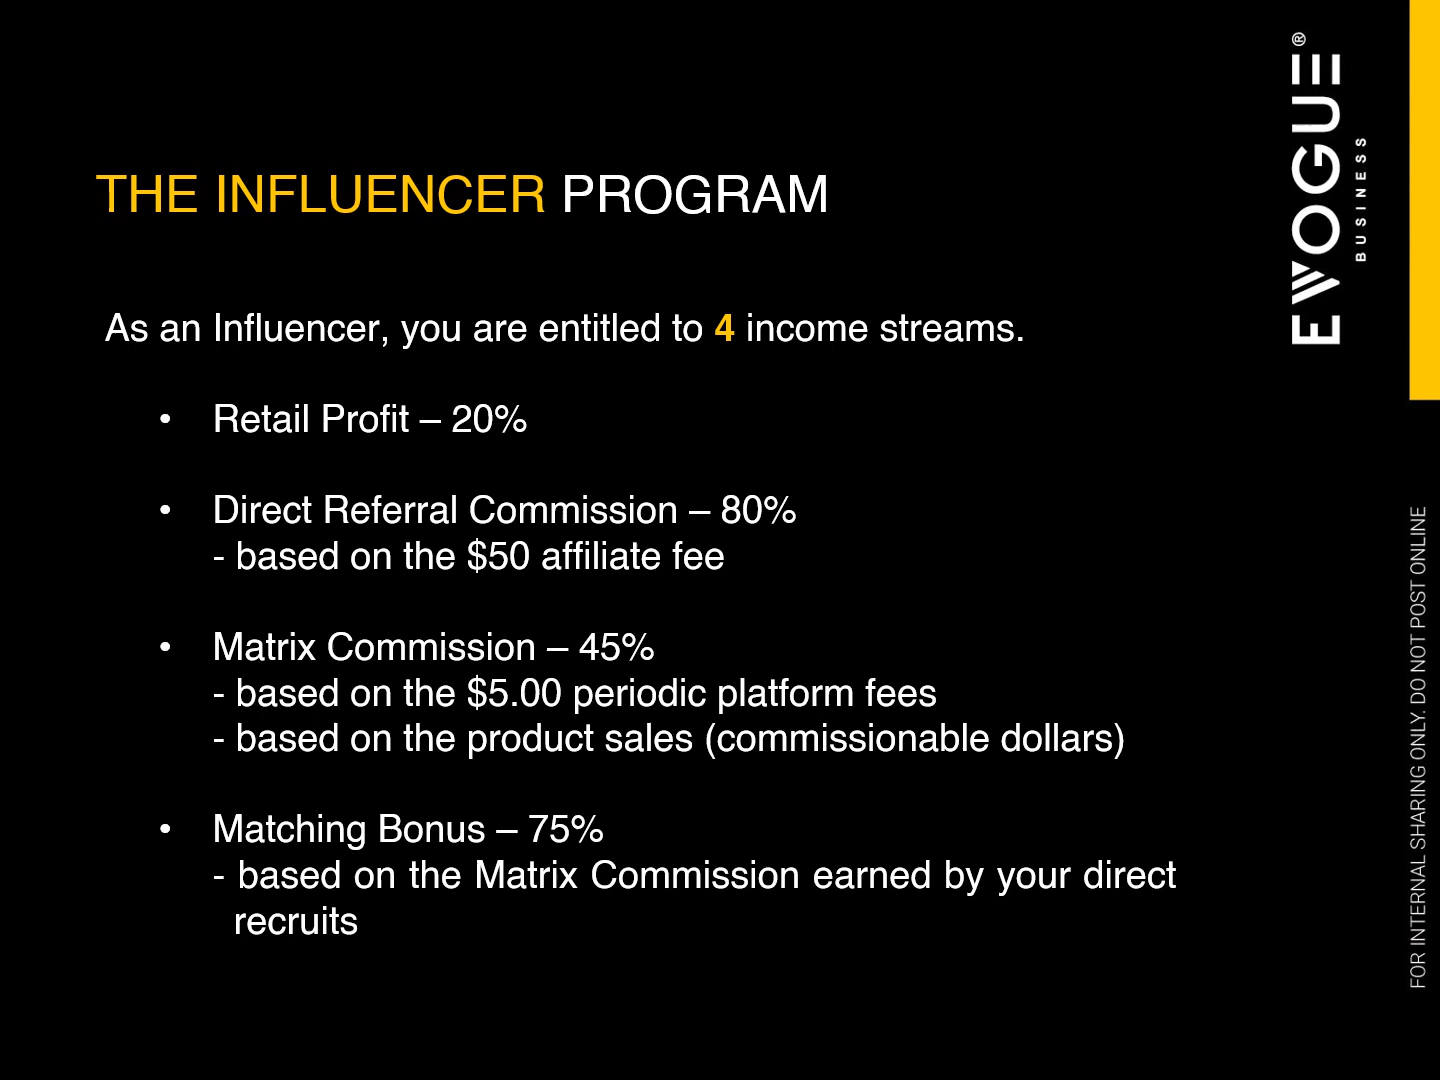 THE INFLUENCER PROGRAM
As an Influencer, you are entitled to 4 income streams.
• Retail Profit – 20%
• Direct Referral Commission – 80%
- based on the $50 affiliate fee
• Matrix Commission – 45%
- based on the $5.00 periodic platform fees
- based on the product sales (commissionable dollars)
• Matching Bonus – 75%
- based on the Matrix Commission earned by your direct
recruits
EVOGUE®
BUSINESS
FOR INTERNAL SHARING ONLY. DO NOT POST ONLINE